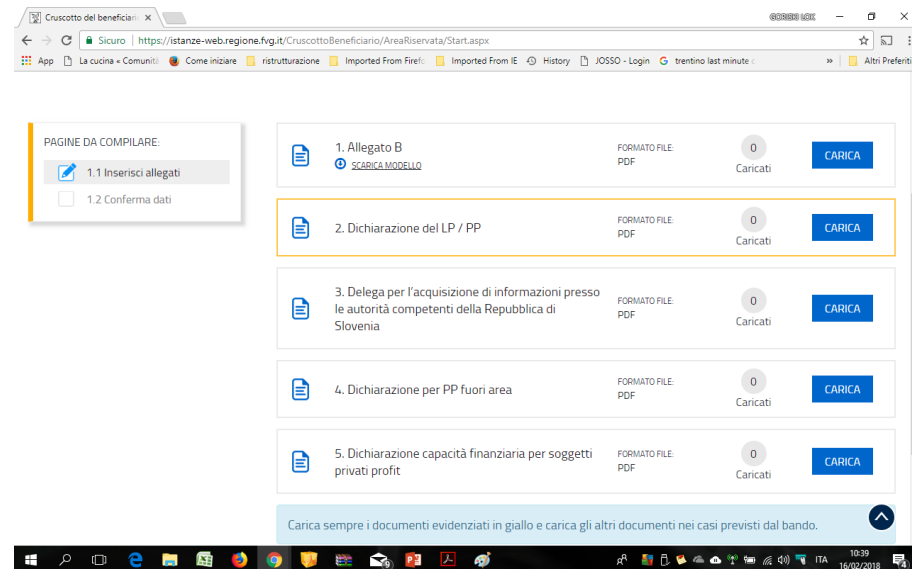 Cruscotto del beneficiari
GORISKI LOK
Sicuro | https://istanze-web.regione.fvg.it/CruscottoBeneficiario/AreaRiservata/Start.aspx
App La cucina « Comunità Come iniziare ristrutturazione Imported From Firefo Imported From IE History JOSSO - Login trentino last minute » Altri Preferiti
PAGINE DA COMPILARE:
1.1 Inserisci allegati
1.2 Conferma dati
1. Allegato B
SCARICA MODELLO
FORMATO FILE:
PDF
0
Caricati
CARICA
2. Dichiarazione del LP / PP
FORMATO FILE:
PDF
0
Caricati
CARICA
3. Delega per l'acquisizione di informazioni presso
le autorità competenti della Repubblica di
Slovenia
FORMATO FILE:
PDF
0
Caricati
CARICA
4. Dichiarazione per PP fuori area
FORMATO FILE:
PDF
0
Caricati
CARICA
5. Dichiarazione capacità finanziaria per soggetti
privati profit
FORMATO FILE:
PDF
0
Caricati
CARICA
Carica sempre i documenti evidenziati in giallo e carica gli altri documenti nei casi previsti dal bando.
ITA
10:39
16/02/2018